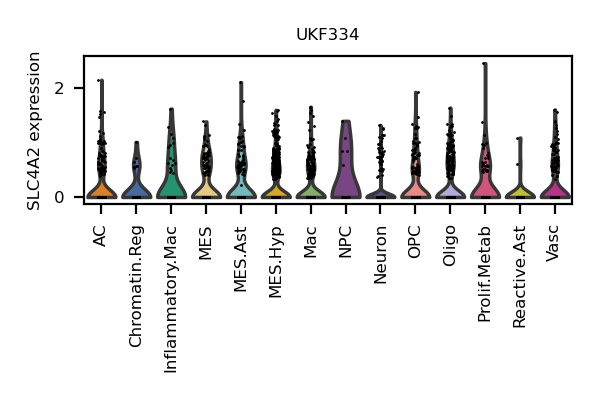 UKF334
SLC4A2 expression
2
0
AC
Chromatin.Reg
Inflammatory.Mac
MES
MES.Ast
MES.Hyp
Mac
NPC
Neuron
OPC
Oligo
Prolif.Metab
Reactive.Ast
Vasc